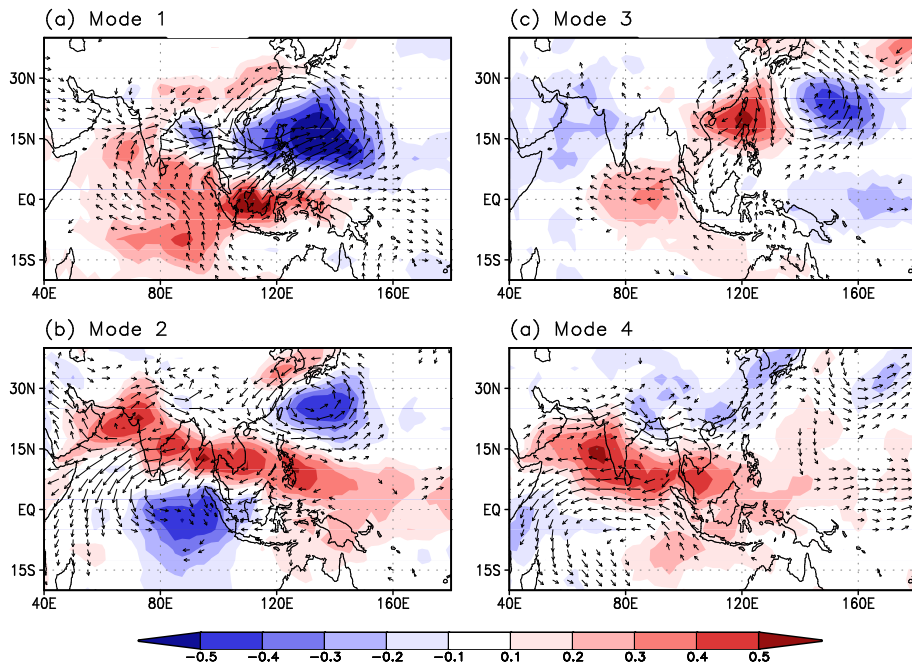 (a) Mode 1
30N
15N
EQ
15S
40E 80E 120E 160E
(c) Mode 3
30N
15N
EQ
15S
40E 80E 120E 160E
(b) Mode 2
30N
15N
EQ
15S
40E 80E 120E 160E
(a) Mode 4
30N
15N
EQ
15S
40E 80E 120E 160E
-0.5 -0.4 -0.3 -0.1 0.1 0.2 0.3 0.4 0.5